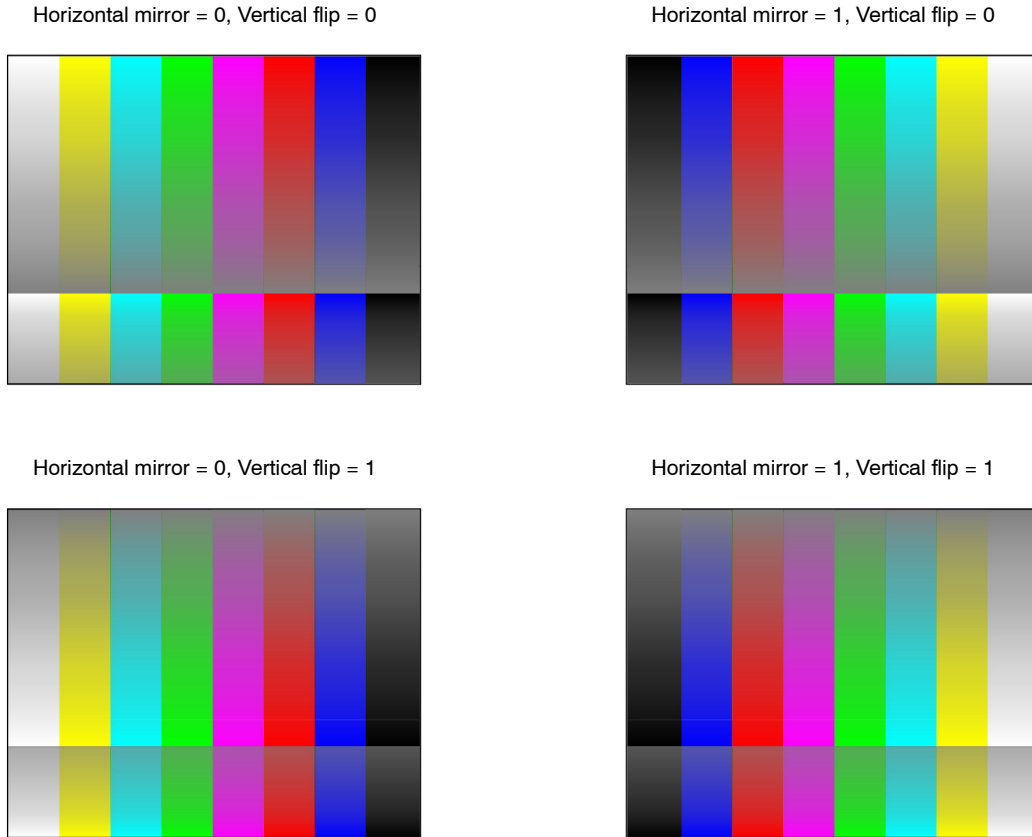 Horizontal mirror = 0, Vertical flip = 0
Horizontal mirror = 1, Vertical flip = 0
Horizontal mirror = 0, Vertical flip = 1
Horizontal mirror = 1, Vertical flip = 1